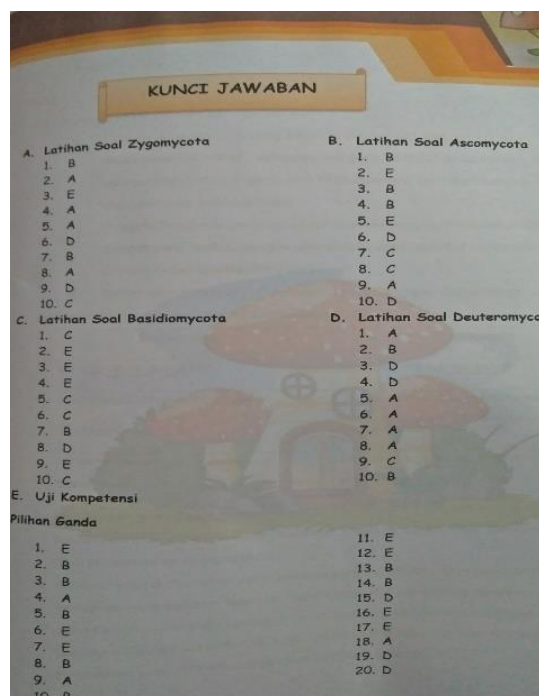 KUNCI JAWABAN
A. Latihan Soal Zygomycota
1. B
2. A
3. E
4. A
5. A
6. D
7. B
8. A
9. D
10. C
B. Latihan Soal Ascomycota
1. B
2. E
3. B
4. B
5. E
6. D
7. C
8. C
9. A
10. D
C. Latihan Soal Basidiomycota
1. C
2. E
3. E
4. E
5. C
6. C
7. B
8. D
9. E
10. C
D. Latihan Soal Deuteromyco
1. A
2. B
3. D
4. D
5. A
6. A
7. A
8. A
9. C
10. B
E. Uji Kompetensi
Pilihan Ganda
1. E
2. B
3. B
4. A
5. B
6. E
7. E
8. B
9. A
10.
11. E
12. E
13. B
14. B
15. D
16. E
17. E
18. A
19. D
20. D